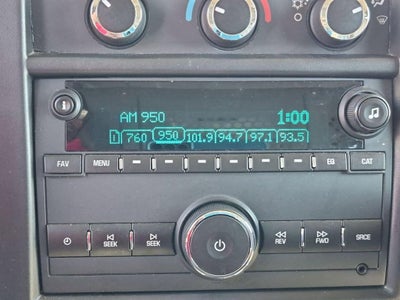 AM 950 1:00
1 760 950 101.9 94.7 97.1 93.5
FAV MENU EQ CAT
SEEK SEEK REV FWD SRCE